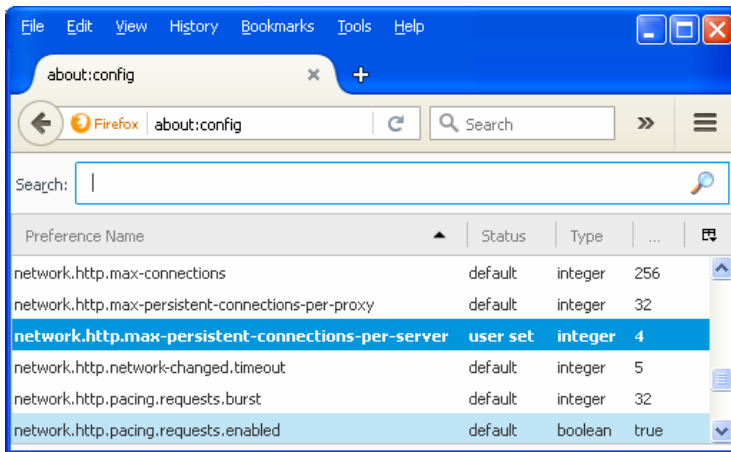 File Edit View History Bookmarks Tools Help
about:config
Firefox about:config Search
Search:
Preference Name Status Type ...
network.http.max-connections default integer 256
network.http.max-persistent-connections-per-proxy default integer 32
network.http.max-persistent-connections-per-server user set integer 4
network.http.network-changed.timeout default integer 5
network.http.pacing.requests.burst default integer 32
network.http.pacing.requests.enabled default boolean true